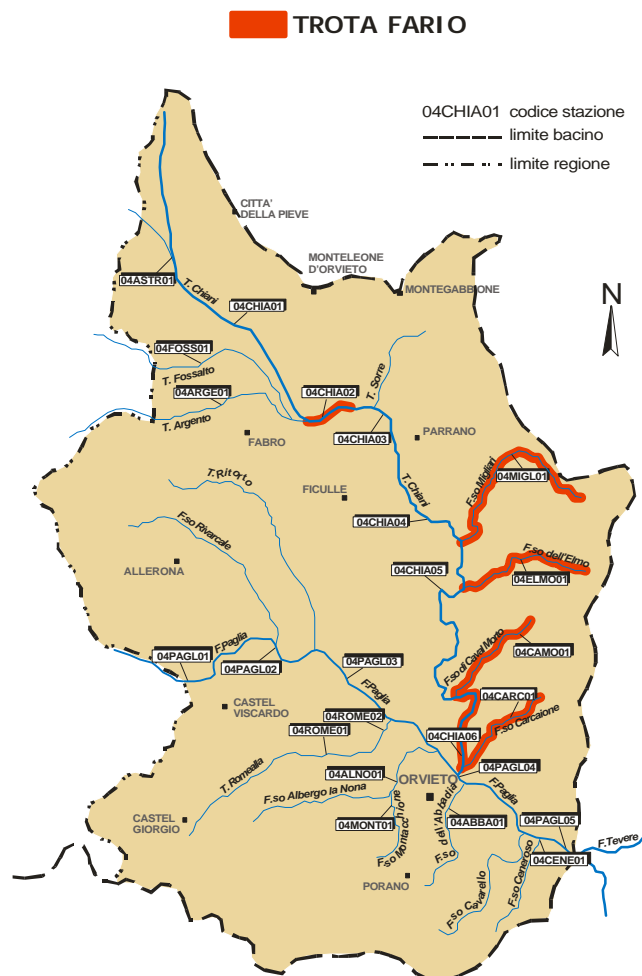 TROTA FARIO
04CHIA01 codice stazione
limite bacino
limite regione
CITTA'
DELLA PIEVE
MONTELEONE
D'ORVIETO
MONTEGABBIONE
N
04ASTR01
T. Chiani
04CHIA01
04FOSS01
T. Fossalto
04ARGE01
T. Argento
04CHIA02
T. Sorre
04CHIA03
FABRO
PARRANO
F.so Migliari
04MIGL01
T. Ritorto
FICULLE
T. Chiani
04CHIA04
F.so Rivarcale
F.so dell'Elmo
04ELMO01
ALLERONA
04CHIA05
F.so di Caval Morto
04CAMO01
F.Paglia
04PAGL01
04PAGL02
04PAGL03
F.Paglia
04CARC01
F.so Carcaione
CASTEL
VISCARDO
04ROME02
04ROME01
04CHIA06
04PAGL04
04ALNO01
ORVIETO
T. Romealla
F.so Albergo la Nona
F.Paglia
CASTEL
GIORGIO
04MONT01
F.so Montacchione
F.so dell'Abbadia
04ABBA01
04PAGL05
F.Tevere
04CENE01
PORANO
F.so Cavarello
F.so Ceneroso